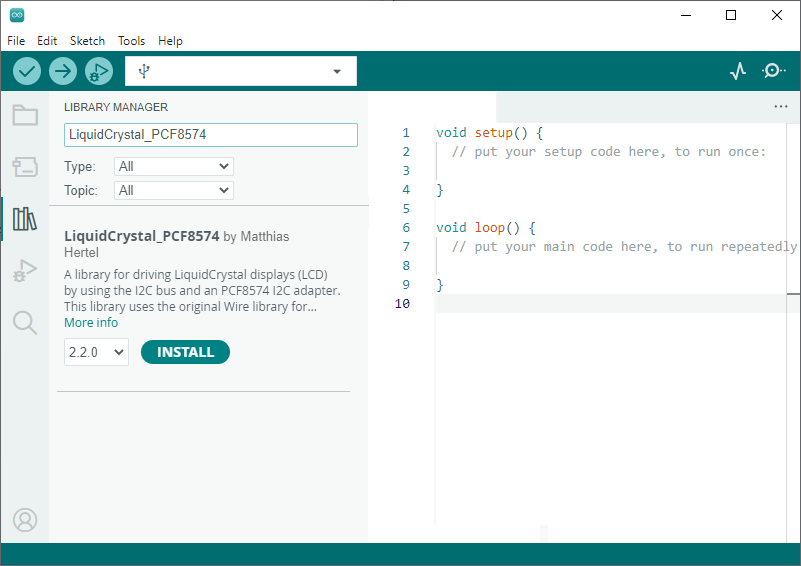 File Edit Sketch Tools Help
LIBRARY MANAGER
LiquidCrystal_PCF8574
Type: All
Topic: All
LiquidCrystal_PCF8574 by Matthias
Hertel
A library for driving LiquidCrystal displays (LCD)
by using the I2C bus and an PCF8574 I2C adapter.
This library uses the original Wire library for...
More info
2.2.0 INSTALL
1 void setup() {
2 // put your setup code here, to run once:
3
4 }
5
6 void loop() {
7 // put your main code here, to run repeatedly
8
9 }
10